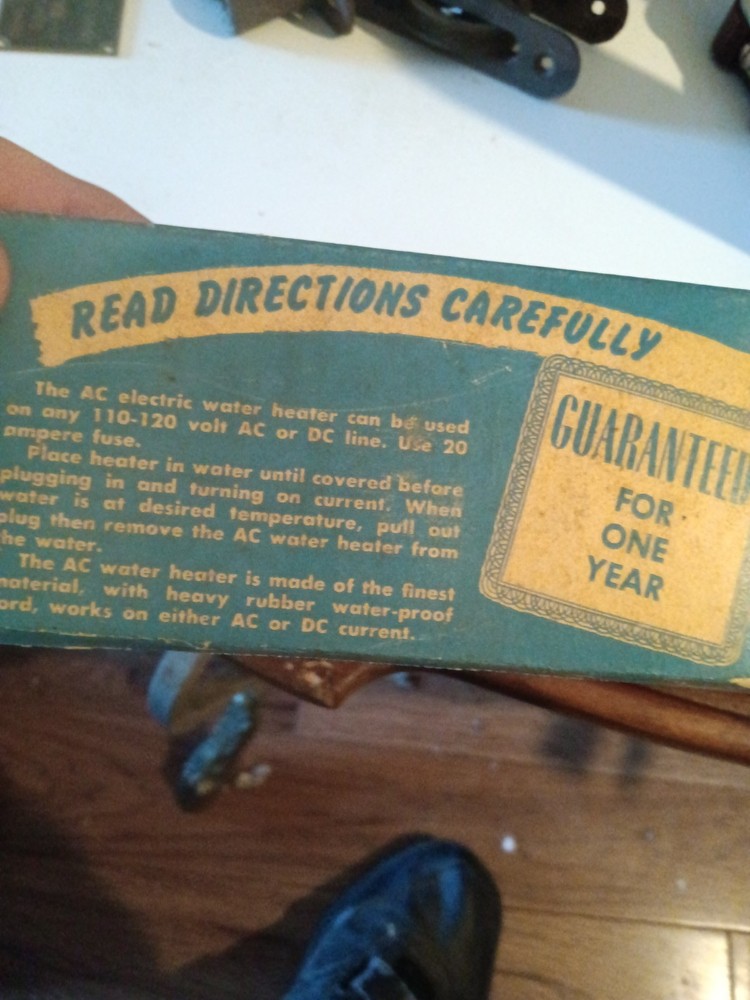 READ DIRECTIONS CAREFULLY
The AC electric water heater can be used
on any 110-120 volt AC or DC line. Use 20
ampere fuse.
Place heater in water until covered before
plugging in and turning on current. When
water is at desired temperature, pull out
plug then remove the AC water heater from
the water.
The AC water heater is made of the finest
material, with heavy rubber water-proof
ord, works on either AC or DC current.
GUARANTEED
FOR
ONE
YEAR